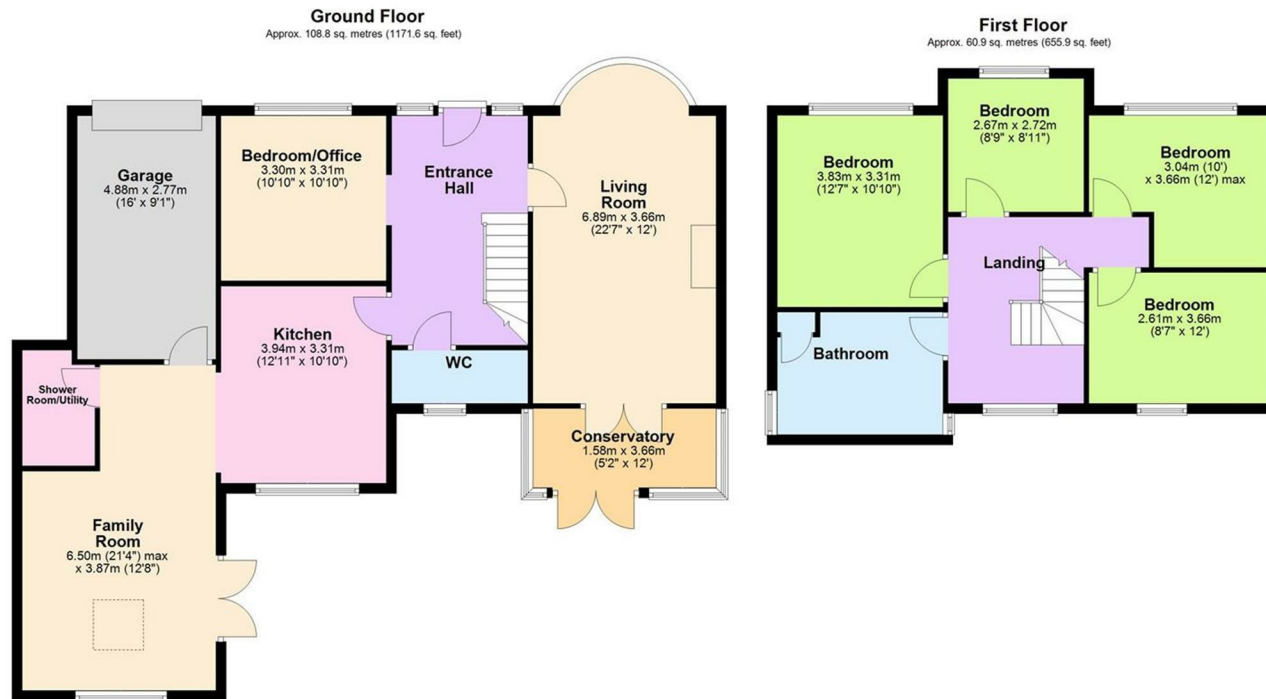 Ground Floor
Approx. 108.8 sq. metres (1171.6 sq. feet)
Garage
4.88m x 2.77m
(16' x 9'1")
Bedroom/Office
3.30m x 3.31m
(10'10" x 10'10")
Entrance
Hall
Living
Room
6.89m x 3.66m
(22'7" x 12')
Kitchen
3.94m x 3.31m
(12'11" x 10'10")
WC
Shower
Room/Utility
Conservatory
1.58m x 3.66m
(5'2" x 12')
Family
Room
6.50m (21'4") max
x 3.87m (12'8")
First Floor
Approx. 60.9 sq. metres (655.9 sq. feet)
Bedroom
2.67m x 2.72m
(8'9" x 8'11")
Bedroom
3.83m x 3.31m
(12'7" x 10'10")
Bedroom
3.04m (10')
x 3.66m (12') max
Landing
Bedroom
2.61m x 3.66m
(8'7" x 12')
Bathroom